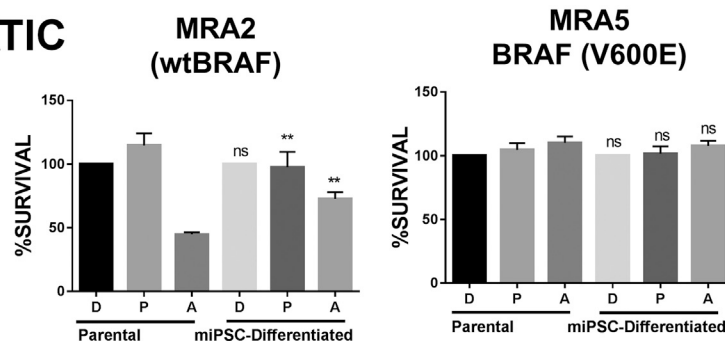 ATIC
MRA2
(wtBRAF)
%SURVIVAL
150
100
50
0
ns
**
**
D P A D P A
Parental miPSC-Differentiated
MRA5
BRAF (V600E)
%SURVIVAL
150
100
50
0
ns
ns
ns
D P A D P A
Parental miPSC-Differentiated